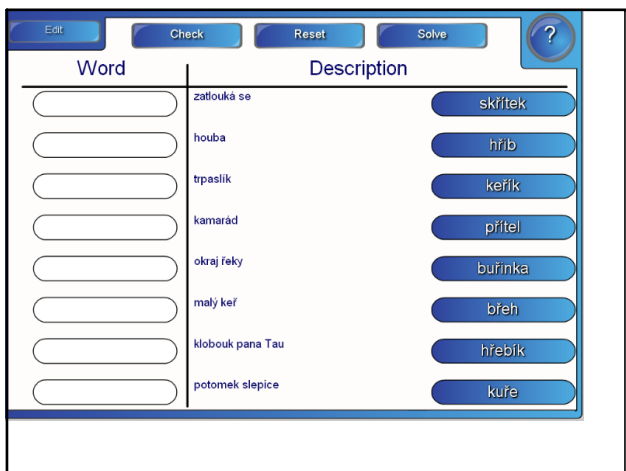 Edit Check Reset Solve ?
Word Description
zatlouká se skřítek
houba hřib
trpaslík keřík
kamarád přítel
okraj řeky buřinka
malý keř břeh
klobouk pana Tau hřebík
potomek slepice kuře